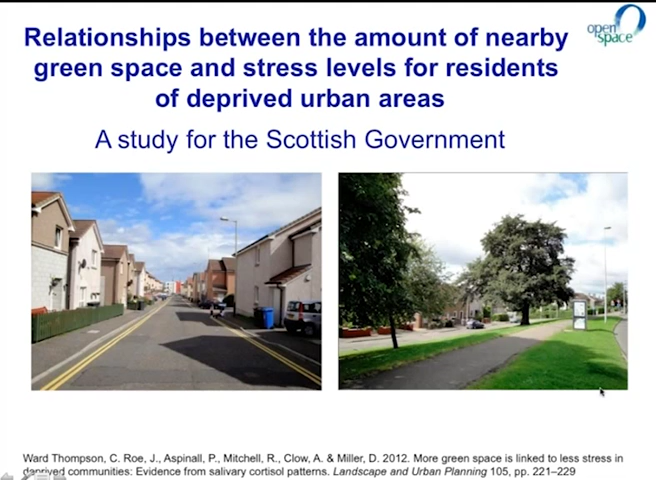 Relationships between the amount of nearby
green space and stress levels for residents
of deprived urban areas
open
space
A study for the Scottish Government
Ward Thompson, C. Roe, J., Aspinall, P., Mitchell, R., Clow, A. & Miller, D. 2012. More green space is linked to less stress in
deprived communities: Evidence from salivary cortisol patterns. Landscape and Urban Planning 105, pp. 221–229